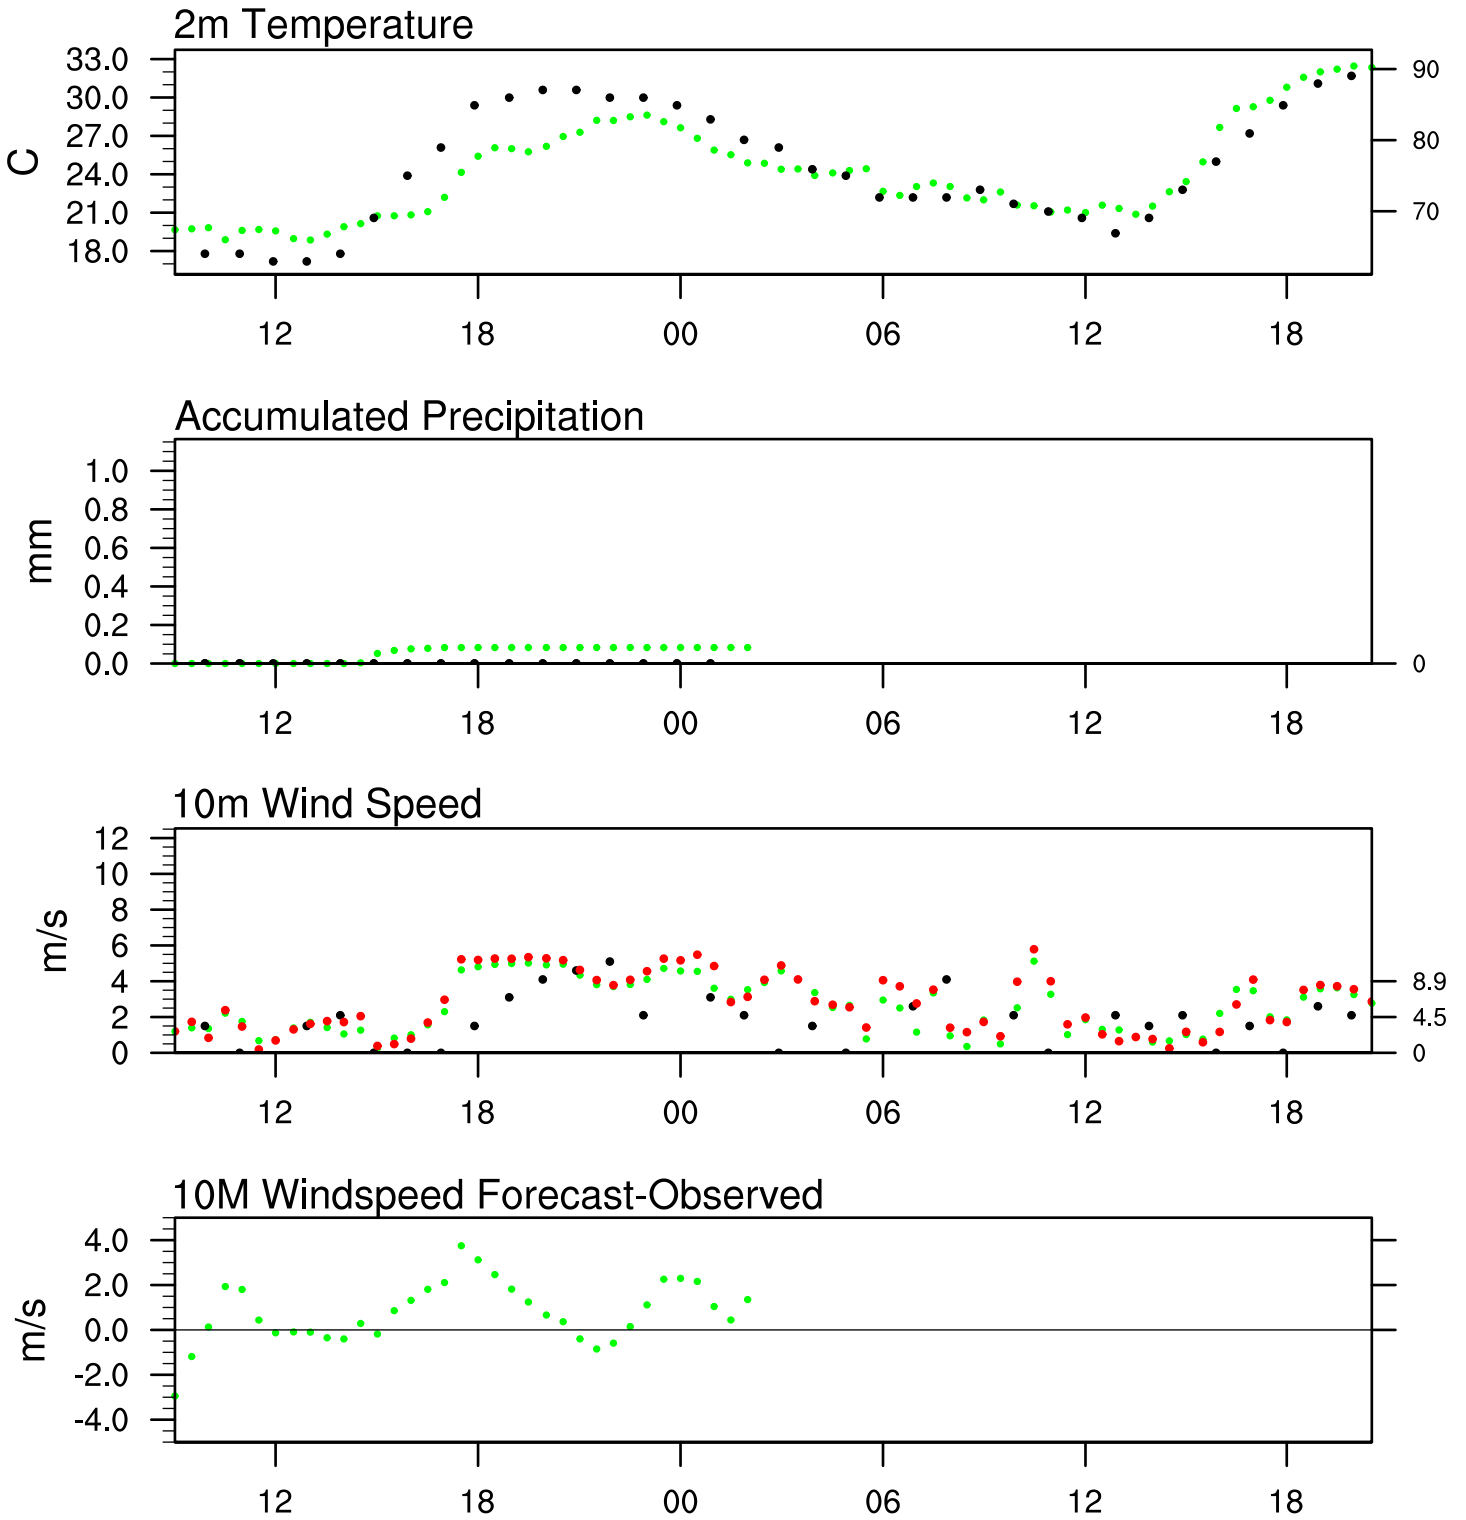 2m Temperature
33.0
30.0
27.0
24.0
21.0
18.0
C
90
80
70
12 18 00 06 12 18
Accumulated Precipitation
1.0
0.8
0.6
0.4
0.2
0.0
mm
0
12 18 00 06 12 18
10m Wind Speed
12
10
8
6
4
2
0
m/s
8.9
4.5
0
12 18 00 06 12 18
10M Windspeed Forecast-Observed
4.0
2.0
0.0
-2.0
-4.0
m/s
12 18 00 06 12 18